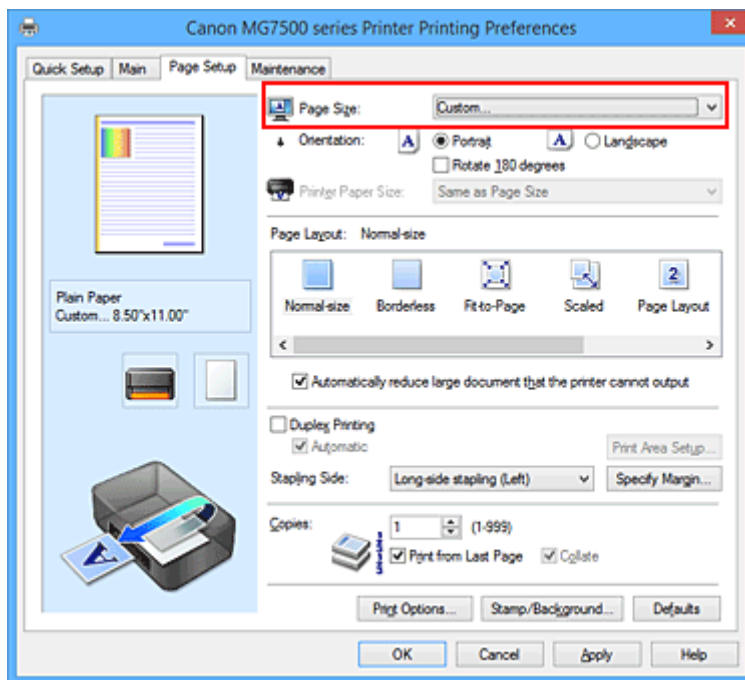 Canon MG7500 series Printer Printing Preferences
Quick Setup Main Page Setup Maintenance
Page Size: Custom...
Orientation: A Portrait A Landscape
Rotate 180 degrees
Printer Paper Size: Same as Page Size
Page Layout: Normal-size
2
Normal-size Borderless Fit-to-Page Scaled Page Layout
Plain Paper
Custom... 8.50"x11.00"
Automatically reduce large document that the printer cannot output
Duplex Printing
Automatic Print Area Setup...
Stapling Side: Long-side stapling (Left) Specify Margin...
Copies: 1 (1-999)
Print from Last Page Collate
Print Options... Stamp/Background... Defaults
OK Cancel Apply Help